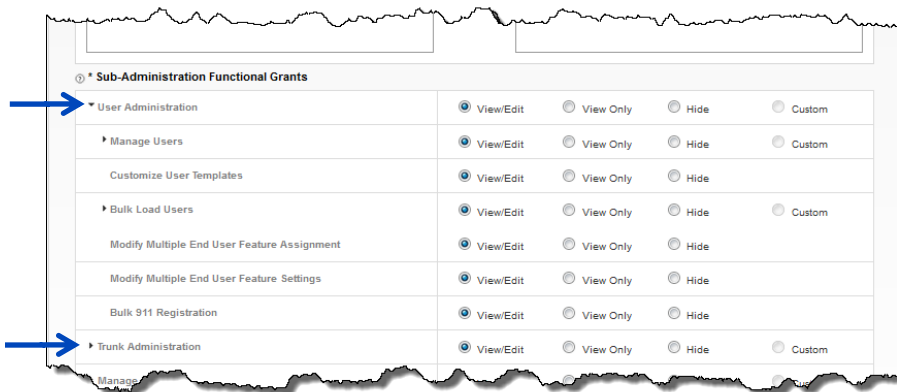 * Sub-Administration Functional Grants
User Administration View/Edit View Only Hide Custom
Manage Users View/Edit View Only Hide Custom
Customize User Templates View/Edit View Only Hide
Bulk Load Users View/Edit View Only Hide Custom
Modify Multiple End User Feature Assignment View/Edit View Only Hide
Modify Multiple End User Feature Settings View/Edit View Only Hide
Bulk 911 Registration View/Edit View Only Hide
Trunk Administration View/Edit View Only Hide Custom
Manage